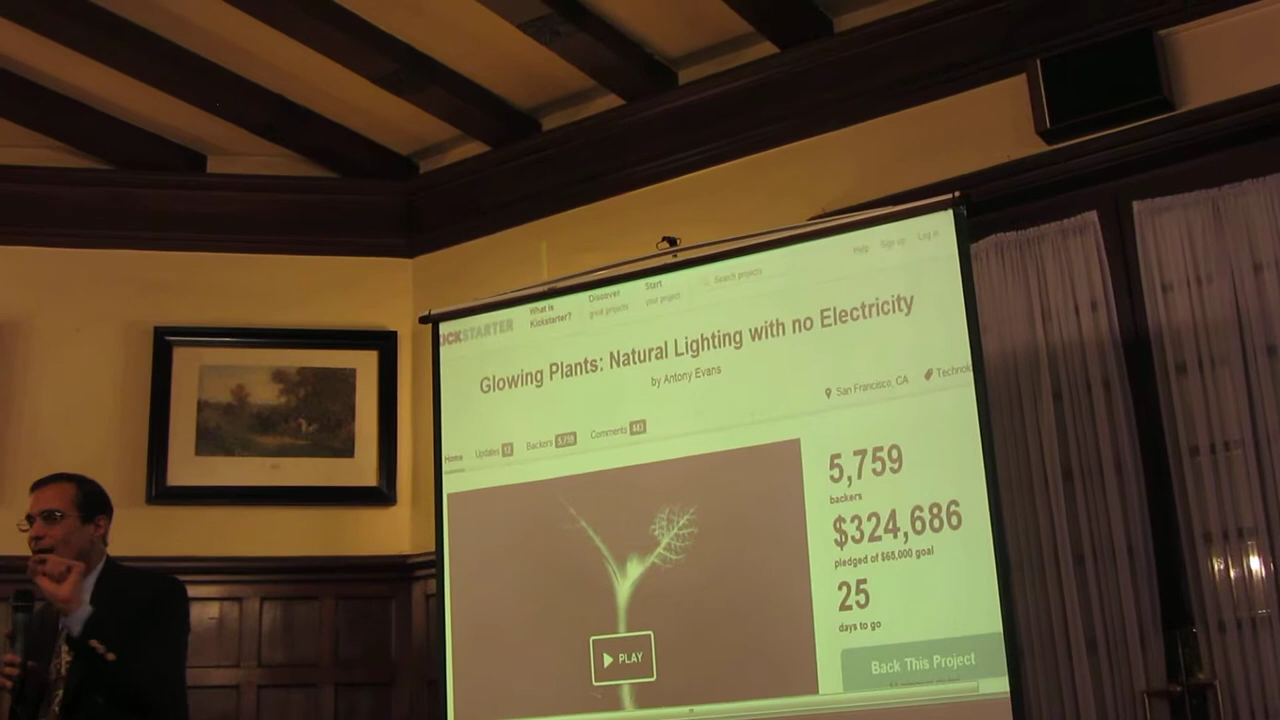 KICKSTARTER
What is
Kickstarter?
Discover
great projects
Start
your project
Search projects
Help Sign up Log in
Glowing Plants: Natural Lighting with no Electricity
by Antony Evans
San Francisco, CA
Home Updates Backers 5,759 Comments
PLAY
5,759
backers
$324,686
pledged of $65,000 goal
25
days to go
Back This Project